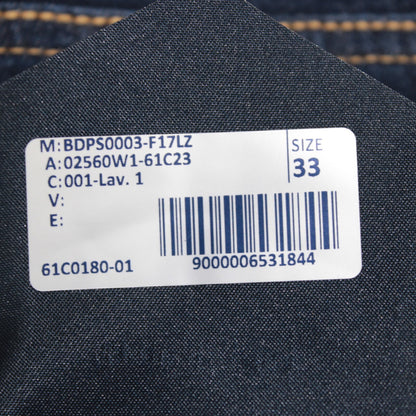 M:BDPS0003-F17LZ
A:02560W1-61C23
C:001-Lav. 1
V:
E:
SIZE
33
61C0180-01
9000006531844